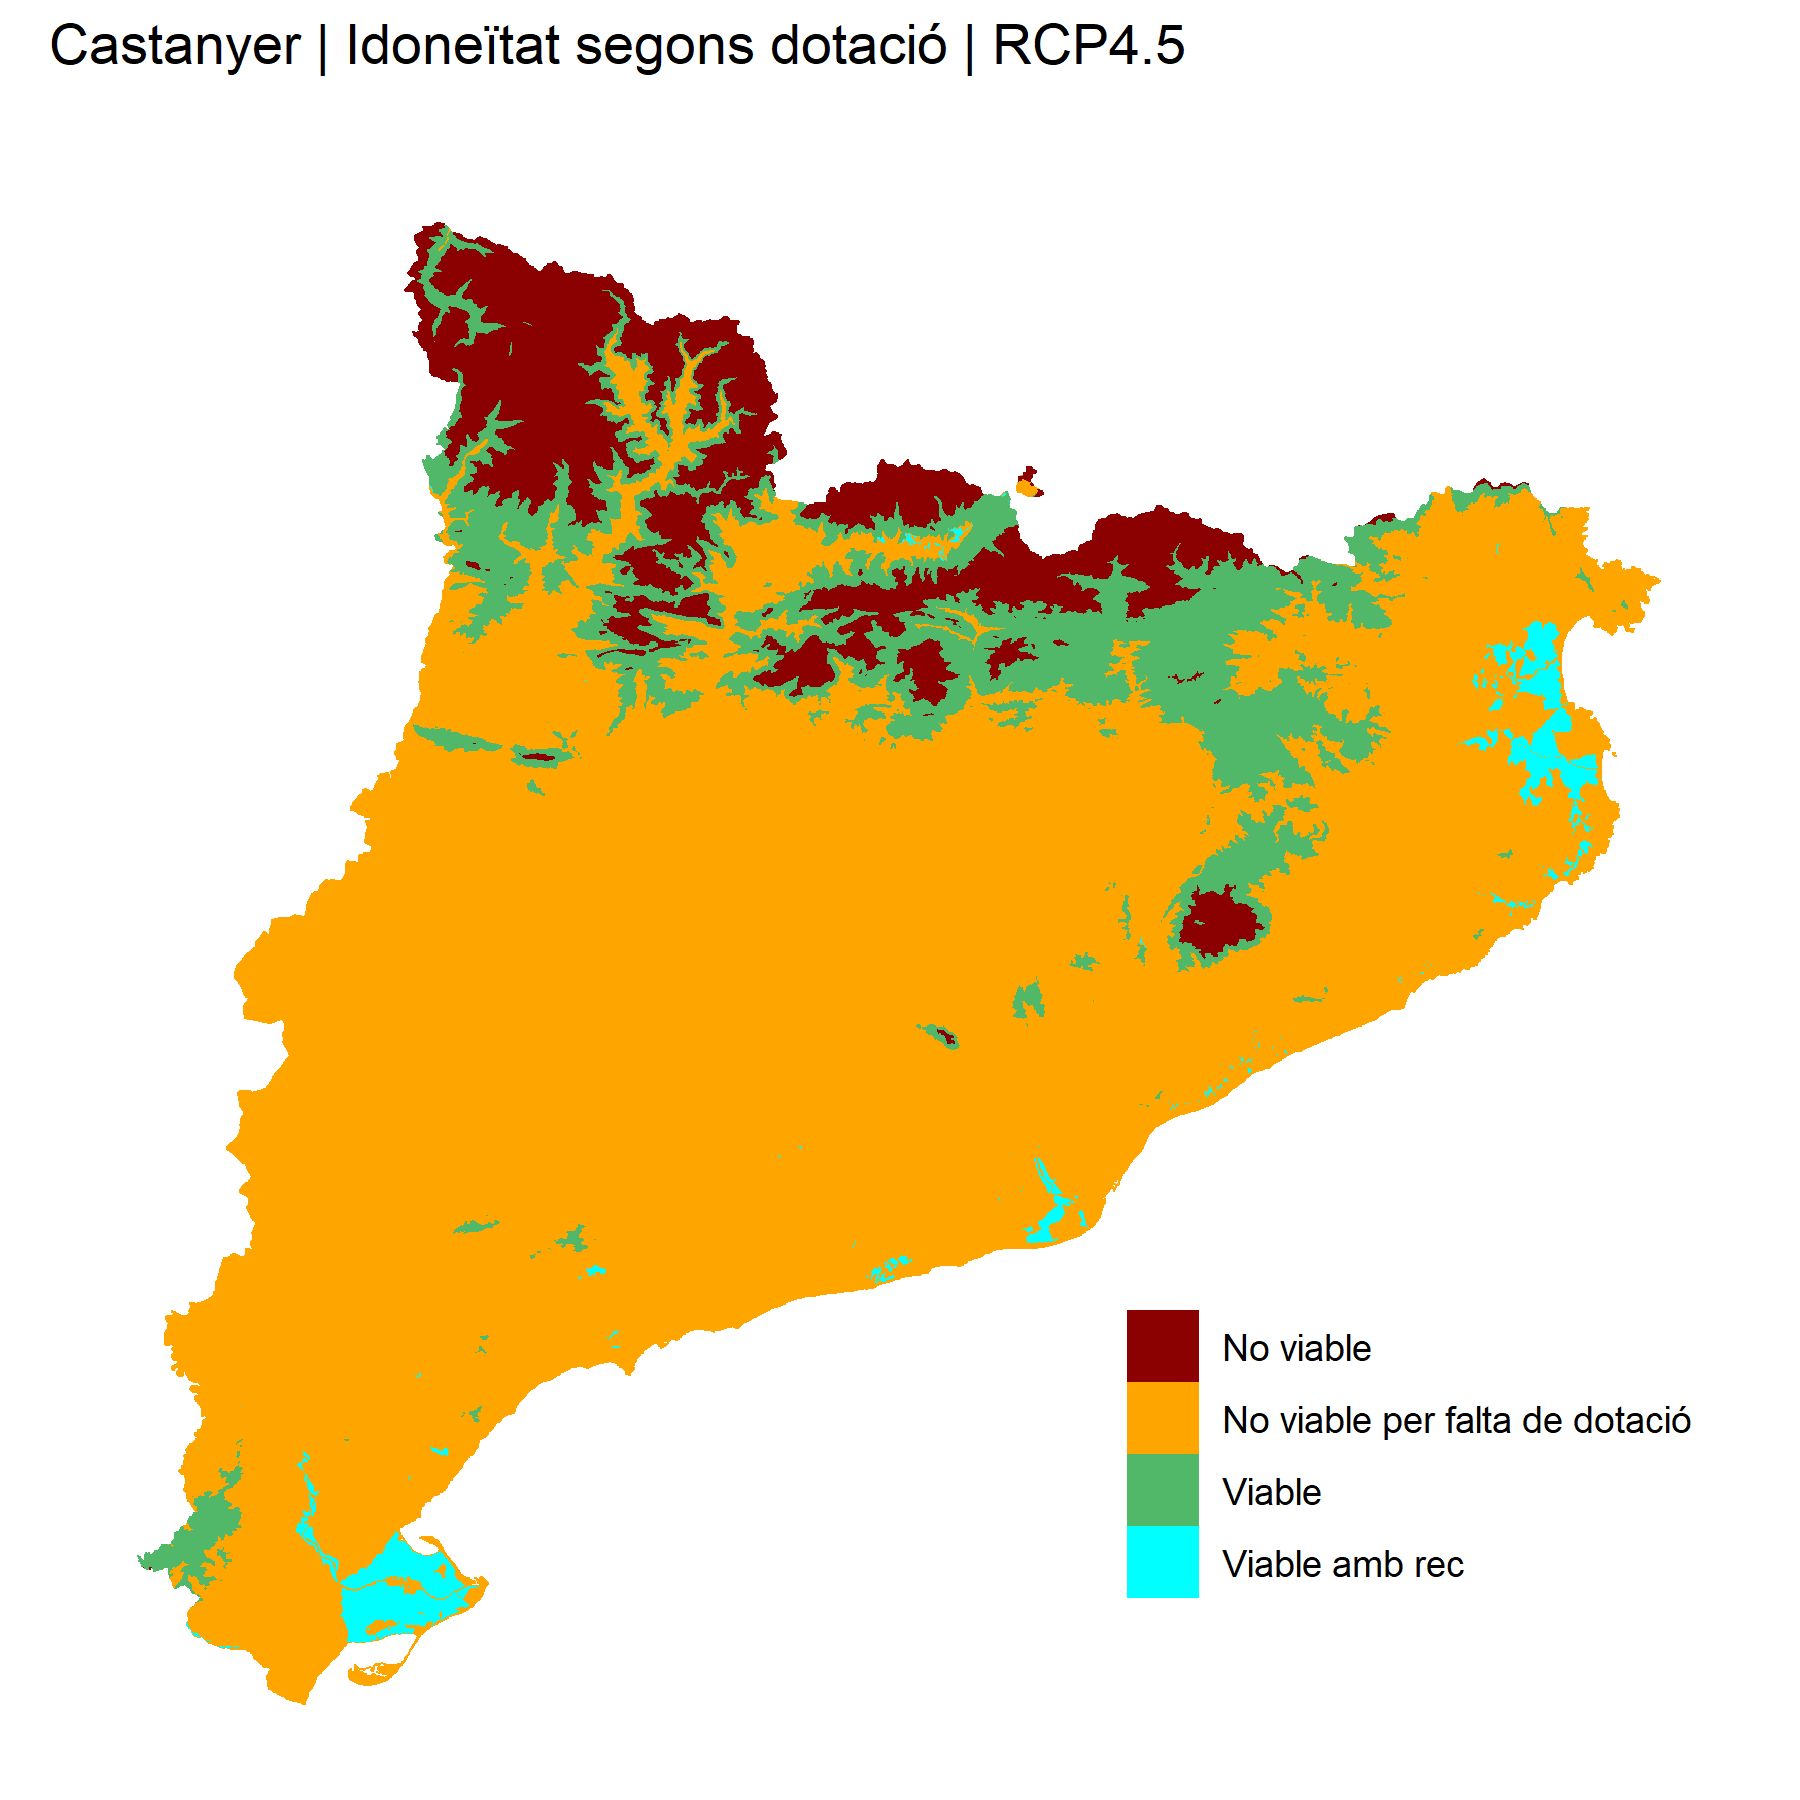 Castanyer | Idoneïtat segons dotació | RCP4.5
No viable
No viable per falta de dotació
Viable
Viable amb rec